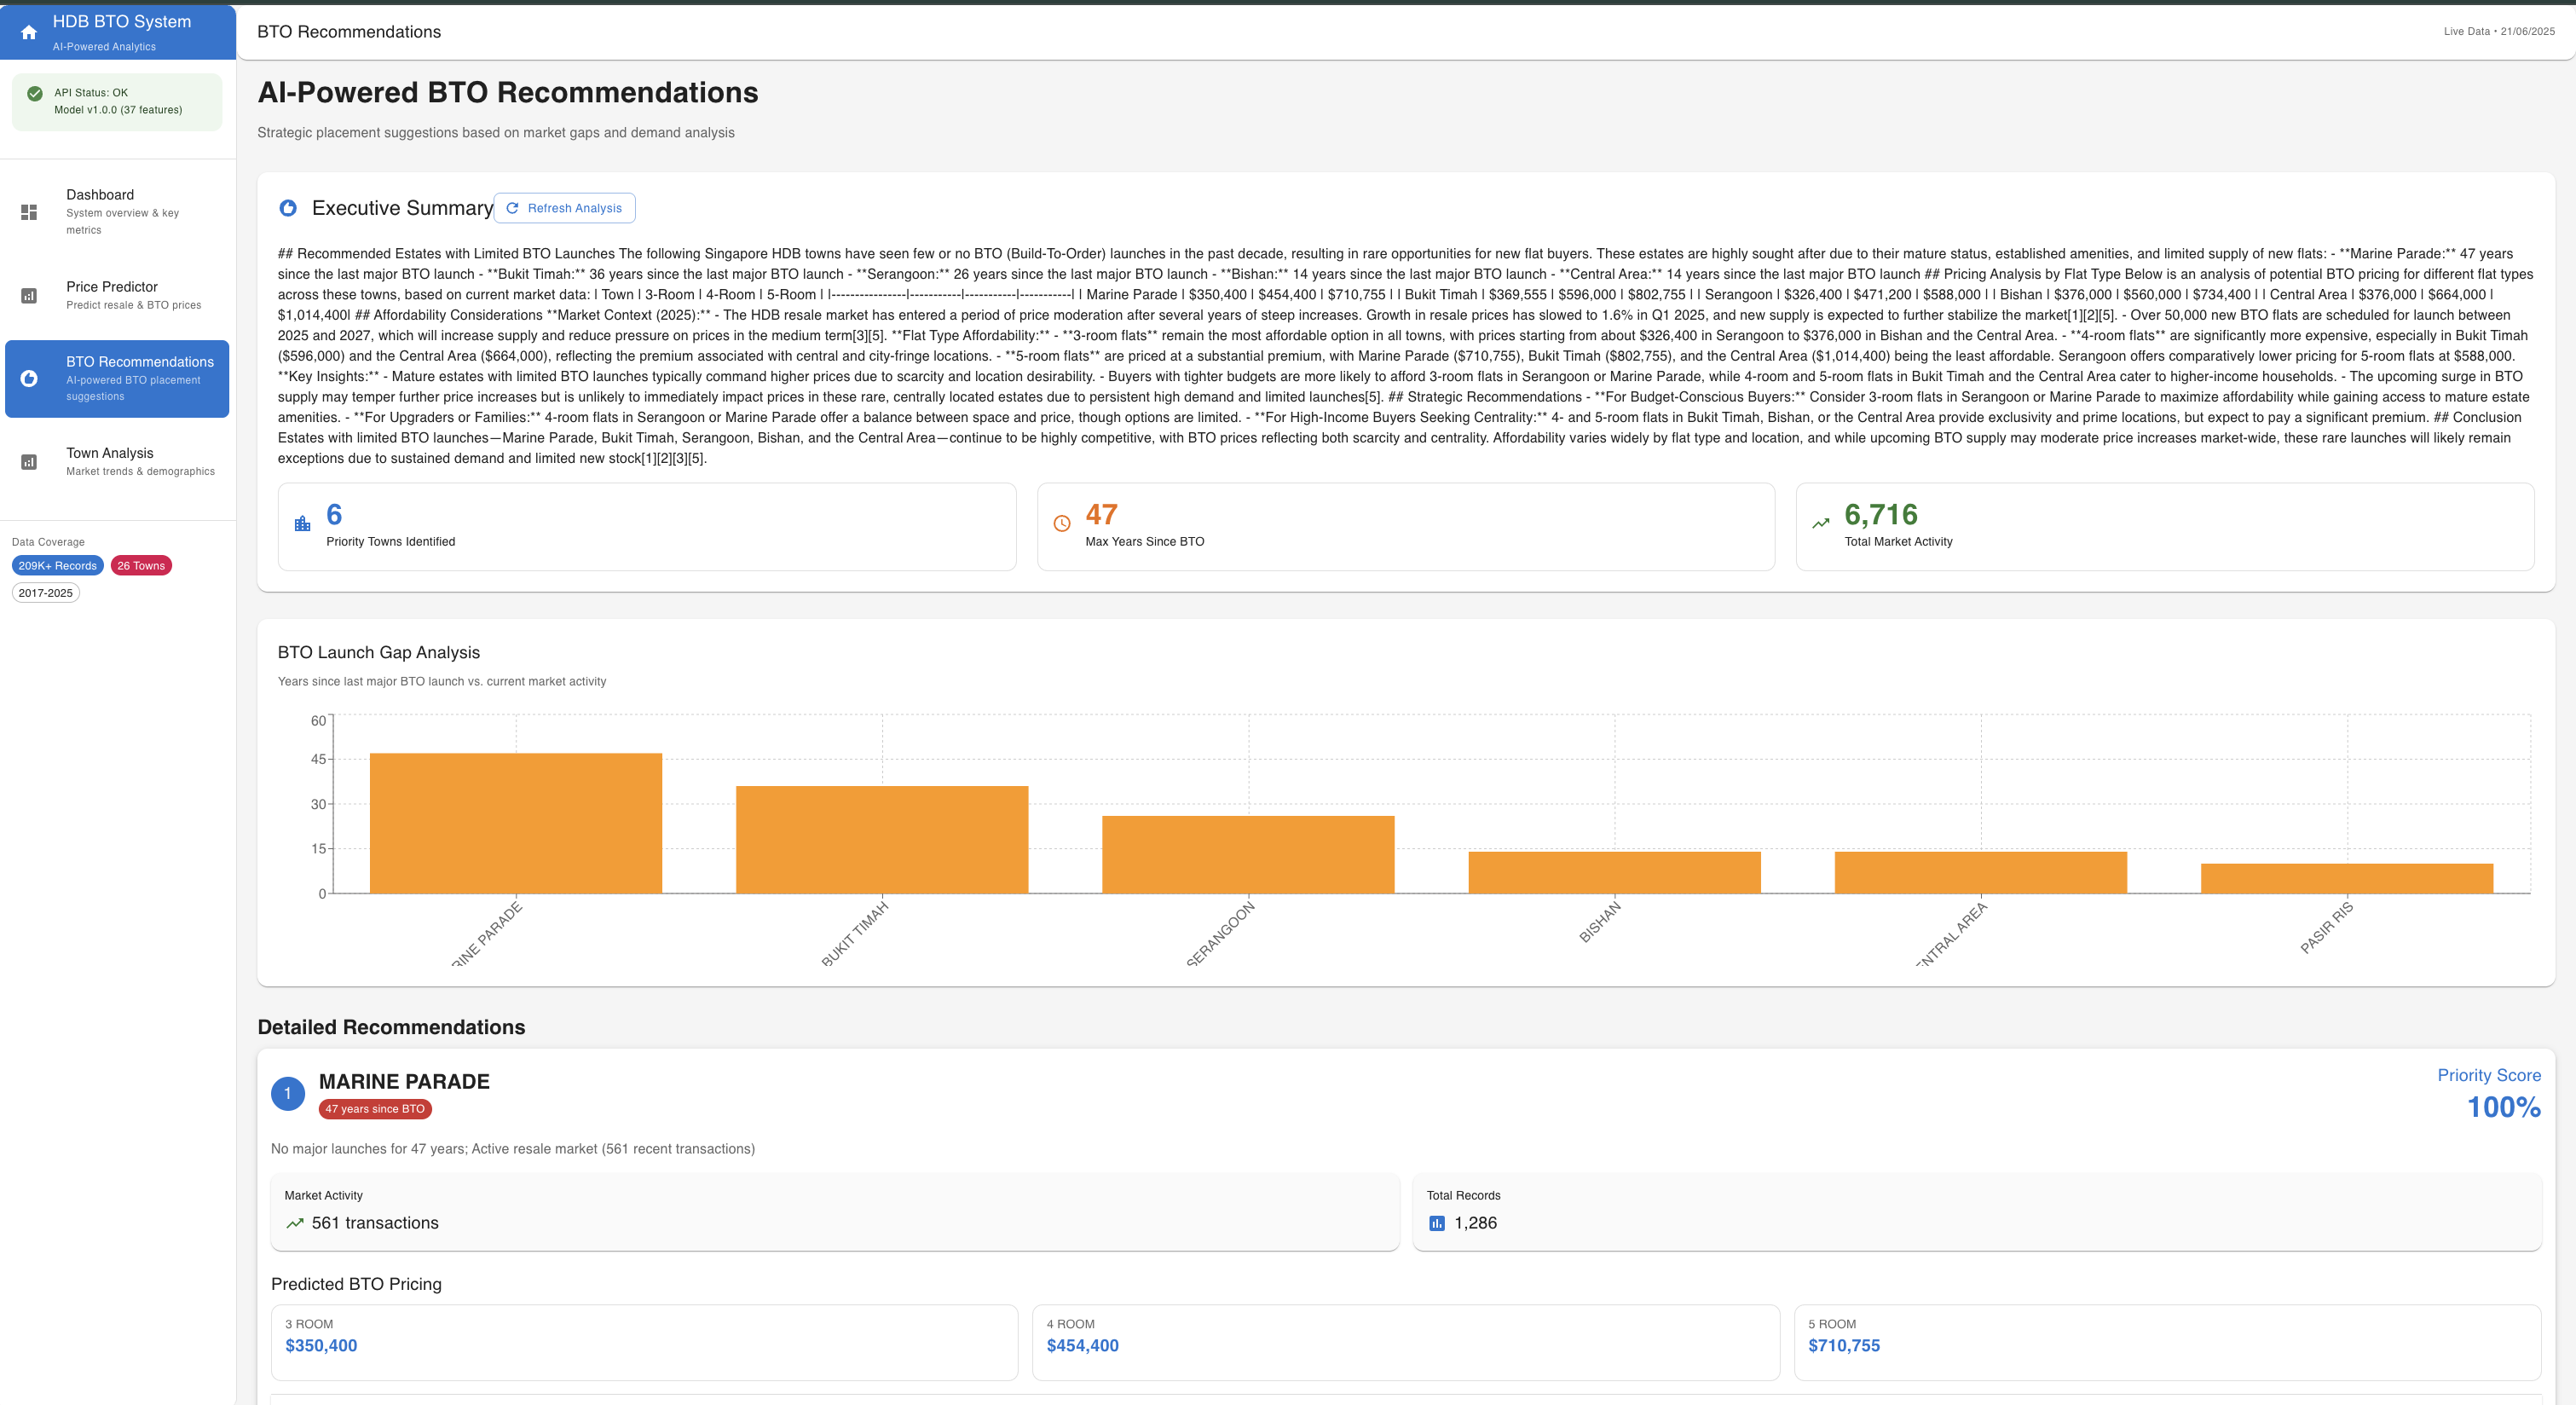 HDB BTO System
AI-Powered Analytics
API Status: OK
Model v1.0.0 (37 features)
Dashboard
System overview & key
metrics
Price Predictor
Predict resale & BTO prices
BTO Recommendations
AI-powered BTO placement
suggestions
Town Analysis
Market trends & demographics
Data Coverage
209K+ Records
26 Towns
2017-2025
BTO Recommendations
Live Data • 21/06/2025
AI-Powered BTO Recommendations
Strategic placement suggestions based on market gaps and demand analysis
Executive Summary
Refresh Analysis
## Recommended Estates with Limited BTO Launches The following Singapore HDB towns have seen few or no BTO (Build-To-Order) launches in the past decade, resulting in rare opportunities for new flat buyers. These estates are highly sought after due to their mature status, established amenities, and limited supply of new flats: - **Marine Parade:** 47 years
since the last major BTO launch - **Bukit Timah:** 36 years since the last major BTO launch - **Serangoon:** 26 years since the last major BTO launch - **Bishan:** 14 years since the last major BTO launch - **Central Area:** 14 years since the last major BTO launch ## Pricing Analysis by Flat Type Below is an analysis of potential BTO pricing for different flat types
across these towns, based on current market data: | Town | 3-Room | 4-Room | 5-Room | |----------------|-----------|-----------|-----------| | Marine Parade | $350,400 | $454,400 | $710,755 | | Bukit Timah | $369,555 | $596,000 | $802,755 | | Serangoon | $326,400 | $471,200 | $588,000 | | Bishan | $376,000 | $560,000 | $734,400 | | Central Area | $376,000 | $664,000 |
$1,014,400| ## Affordability Considerations **Market Context (2025):** - The HDB resale market has entered a period of price moderation after several years of steep increases. Growth in resale prices has slowed to 1.6% in Q1 2025, and new supply is expected to further stabilize the market[1][2][5]. - Over 50,000 new BTO flats are scheduled for launch between
2025 and 2027, which will increase supply and reduce pressure on prices in the medium term[3][5]. **Flat Type Affordability:** - **3-room flats** remain the most affordable option in all towns, with prices starting from about $326,400 in Serangoon to $376,000 in Bishan and the Central Area. - **4-room flats** are significantly more expensive, especially in Bukit Timah
($596,000) and the Central Area ($664,000), reflecting the premium associated with central and city-fringe locations. - **5-room flats** are priced at a substantial premium, with Marine Parade ($710,755), Bukit Timah ($802,755), and the Central Area ($1,014,400) being the least affordable. Serangoon offers comparatively lower pricing for 5-room flats at $588,000.
**Key Insights:** - Mature estates with limited BTO launches typically command higher prices due to scarcity and location desirability. - Buyers with tighter budgets are more likely to afford 3-room flats in Serangoon or Marine Parade, while 4-room and 5-room flats in Bukit Timah and the Central Area cater to higher-income households. - The upcoming surge in BTO
supply may temper further price increases but is unlikely to immediately impact prices in these rare, centrally located estates due to persistent high demand and limited launches[5]. ## Strategic Recommendations - **For Budget-Conscious Buyers:** Consider 3-room flats in Serangoon or Marine Parade to maximize affordability while gaining access to mature estate
amenities. - **For Upgraders or Families:** 4-room flats in Serangoon or Marine Parade offer a balance between space and price, though options are limited. - **For High-Income Buyers Seeking Centrality:** 4- and 5-room flats in Bukit Timah, Bishan, or the Central Area provide exclusivity and prime locations, but expect to pay a significant premium. ## Conclusion
Estates with limited BTO launches—Marine Parade, Bukit Timah, Serangoon, Bishan, and the Central Area—continue to be highly competitive, with BTO prices reflecting both scarcity and centrality. Affordability varies widely by flat type and location, and while upcoming BTO supply may moderate price increases market-wide, these rare launches will likely remain
exceptions due to sustained demand and limited new stock[1][2][3][5].
6
Priority Towns Identified
47
Max Years Since BTO
6,716
Total Market Activity
BTO Launch Gap Analysis
Years since last major BTO launch vs. current market activity
60
45
30
15
0
RINE PARADE
BUKIT TIMAH
SERANGOON
BISHAN
ENTRAL AREA
PASIR RIS
Detailed Recommendations
1
MARINE PARADE
47 years since BTO
Priority Score
100%
No major launches for 47 years; Active resale market (561 recent transactions)
Market Activity
561 transactions
Total Records
1,286
Predicted BTO Pricing
3 ROOM
$350,400
4 ROOM
$454,400
5 ROOM
$710,755